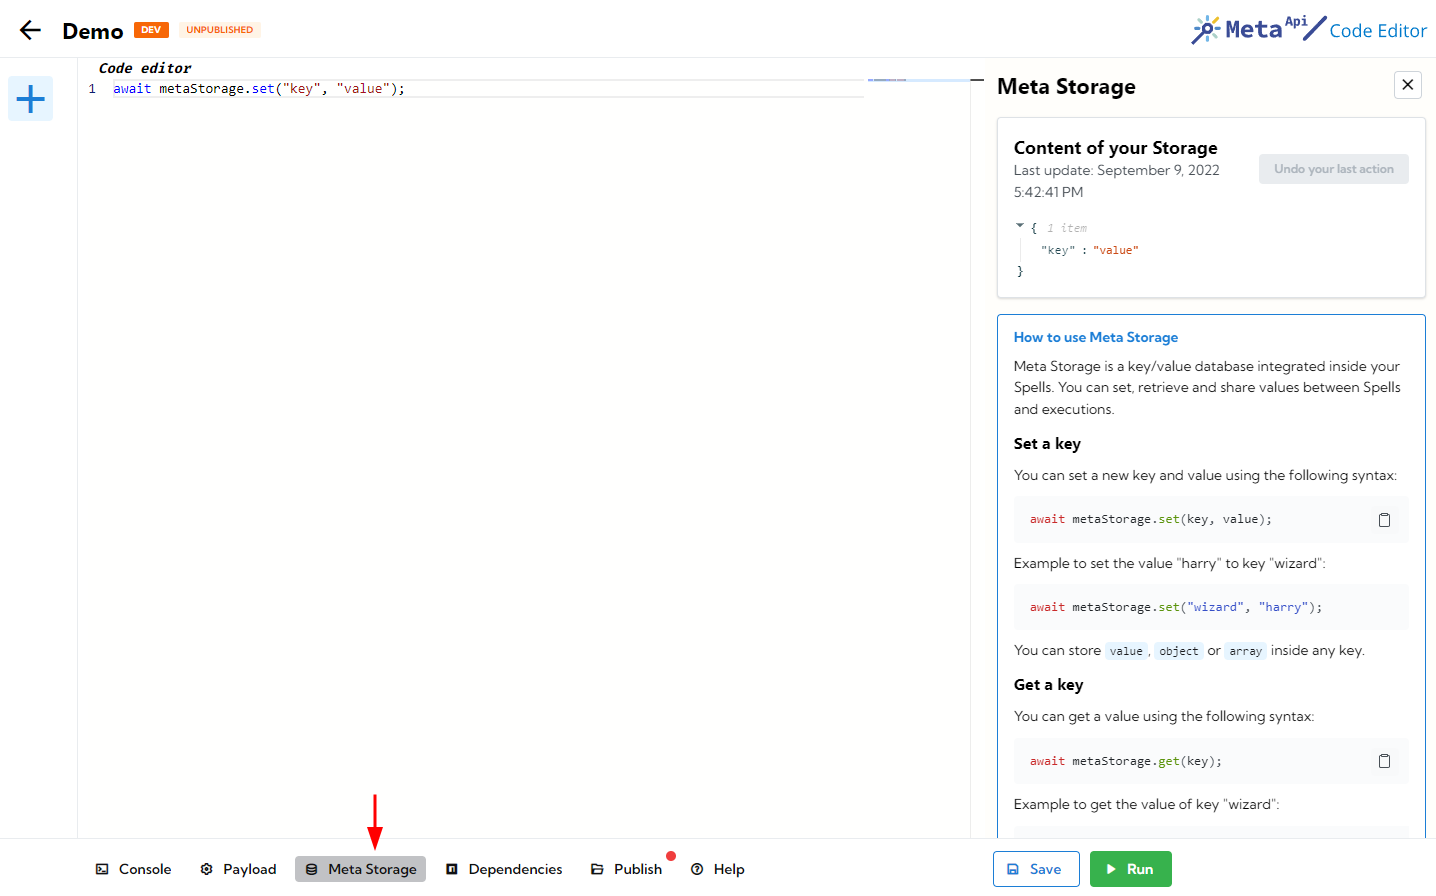 Demo DEV UNPUBLISHED
Meta Api Code Editor
Code editor
1 await metaStorage.set("key", "value");
Meta Storage
Content of your Storage
Last update: September 9, 2022
5:42:41 PM
Undo your last action
{ 1 item
"key" : "value"
}
How to use Meta Storage
Meta Storage is a key/value database integrated inside your
Spells. You can set, retrieve and share values between Spells
and executions.
Set a key
You can set a new key and value using the following syntax:
await metaStorage.set(key, value);
Example to set the value "harry" to key "wizard":
await metaStorage.set("wizard", "harry");
You can store value, object or array inside any key.
Get a key
You can get a value using the following syntax:
await metaStorage.get(key);
Example to get the value of key "wizard":
Console Payload Meta Storage Dependencies Publish Help Save Run